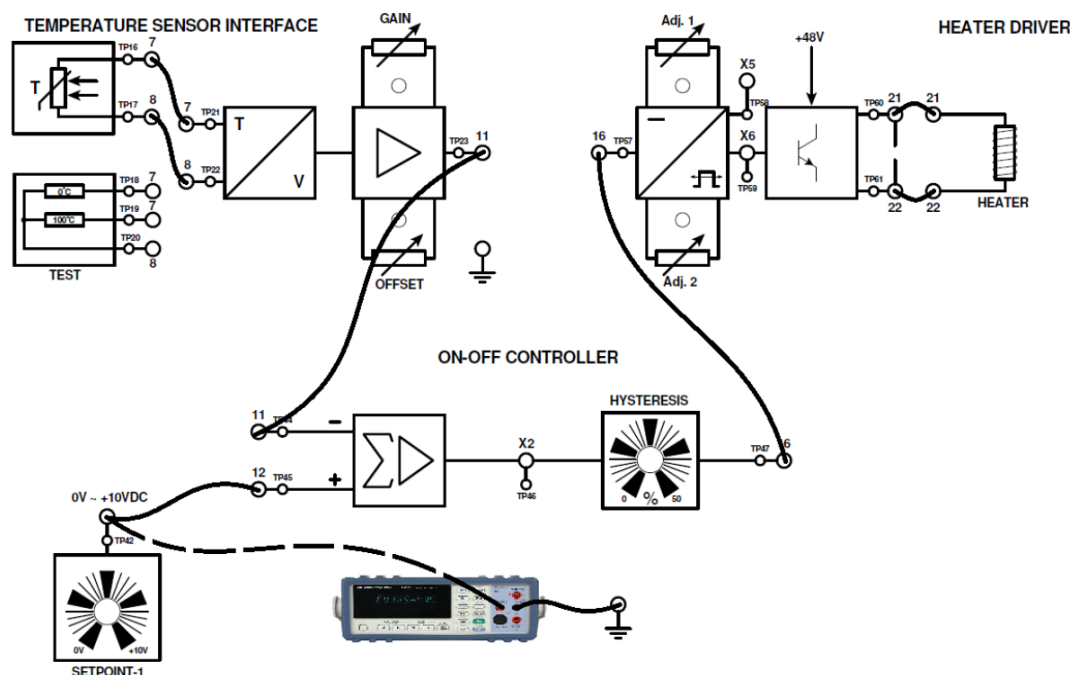 TEMPERATURE SENSOR INTERFACE
GAIN
Adj. 1
HEATER DRIVER
+48V
TP16
7
T
TP17
8
7
TP21
T
8
TP22
V
TP23
11
16
TP57
−
X5
TP58
X6
TP59
TP60
21
21
TP61
22
22
HEATER
0°C
TP18
7
100°C
TP19
7
TP20
8
TEST
OFFSET
Adj. 2
ON-OFF CONTROLLER
HYSTERESIS
11
TP44
−
∑
X2
TP46
0
%
50
TP47
6
12
TP45
+
0V ~ +10VDC
TP42
0V
+10V
SETPOINT-1